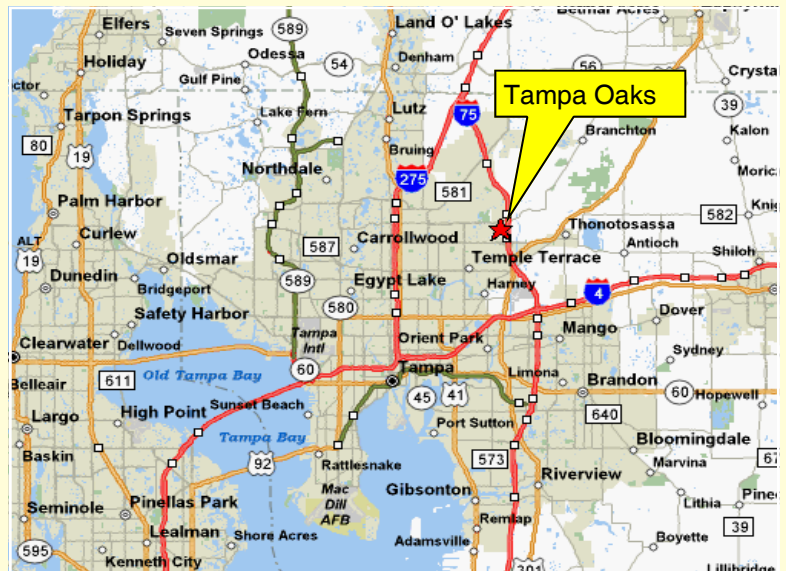 Elfers
Seven Springs
589
Land O' Lakes
Betmar Acres
Holiday
Odessa
54
Denham
56
Crystal
Gulf Pine
Tampa Oaks
39
Tarpon Springs
Lake Fern
Lutz
75
Branchton
Kalon
80
19
Bruing
Northdale
275
581
Palm Harbor
582
ALT
19
Curlew
587
Carrollwood
Thonotosassa
Antioch
Shiloh
Oldsmar
Temple Terrace
Dunedin
Bridgeport
589
Egypt Lake
Harney
4
Safety Harbor
580
Dover
Clearwater
Dellwood
Tampa
Intl
Orient Park
Mango
Sydney
60
Tampa
Limona
Belleair
611
Old Tampa Bay
Brandon
60
Hopewell
Largo
High Point
Sunset Beach
45
41
640
Port Sutton
Baskin
Tampa Bay
Bloomingdale
92
Rattlesnake
573
Marvina
Riverview
Seminole
Pinellas Park
Mac
Dill
AFB
Gibsonton
Lithia
Remlap
39
Lealman
Shore Acres
Adamsville
Boyette
595
Kenneth City
301